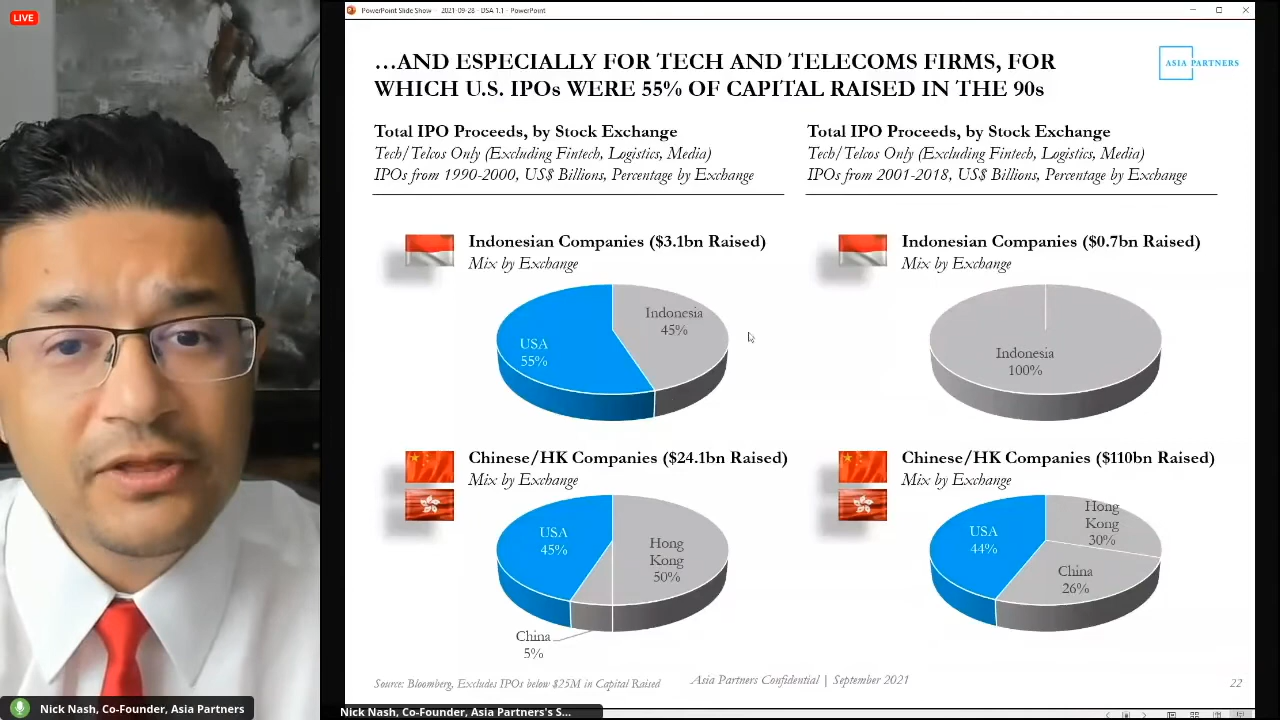 LIVE
PowerPoint Slide Show - 2021-09-28 - DSA 1.1 - PowerPoint
…AND ESPECIALLY FOR TECH AND TELECOMS FIRMS, FOR
WHICH U.S. IPOs WERE 55% OF CAPITAL RAISED IN THE 90s
ASIA PARTNERS
Total IPO Proceeds, by Stock Exchange
Tech/Telcos Only (Excluding Fintech, Logistics, Media)
IPOs from 1990-2000, US$ Billions, Percentage by Exchange
Total IPO Proceeds, by Stock Exchange
Tech/Telcos Only (Excluding Fintech, Logistics, Media)
IPOs from 2001-2018, US$ Billions, Percentage by Exchange
Indonesian Companies ($3.1bn Raised)
Mix by Exchange
Indonesia
45%
USA
55%
Indonesian Companies ($0.7bn Raised)
Mix by Exchange
Indonesia
100%
Chinese/HK Companies ($24.1bn Raised)
Mix by Exchange
USA
45%
Hong
Kong
50%
China
5%
Chinese/HK Companies ($110bn Raised)
Mix by Exchange
USA
44%
Hong
Kong
30%
China
26%
Source: Bloomberg, Excludes IPOs below $25M in Capital Raised
Asia Partners Confidential | September 2021
22
Nick Nash, Co-Founder, Asia Partners
Nick Nash, Co-Founder, Asia Partners's S...